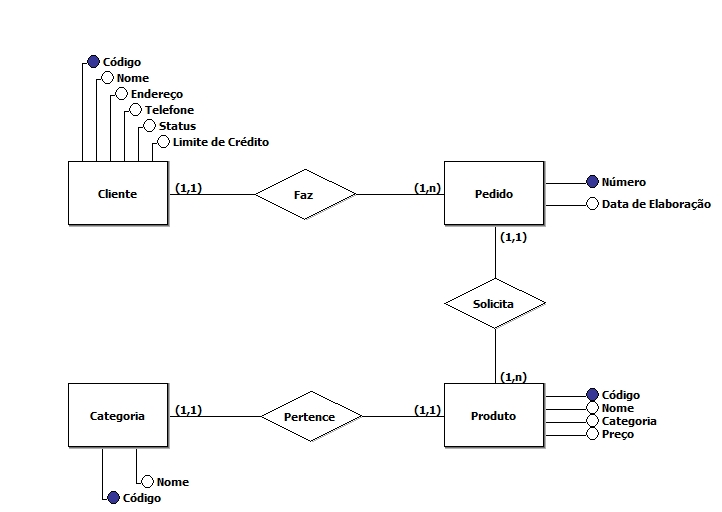 Código
Nome
Endereço
Telefone
Status
Limite de Crédito
Cliente
(1,1)
Faz
(1,n)
Pedido
Número
Data de Elaboração
(1,1)
Solicita
(1,n)
Categoria
(1,1)
Pertence
(1,1)
Produto
Código
Nome
Categoria
Preço
Nome
Código